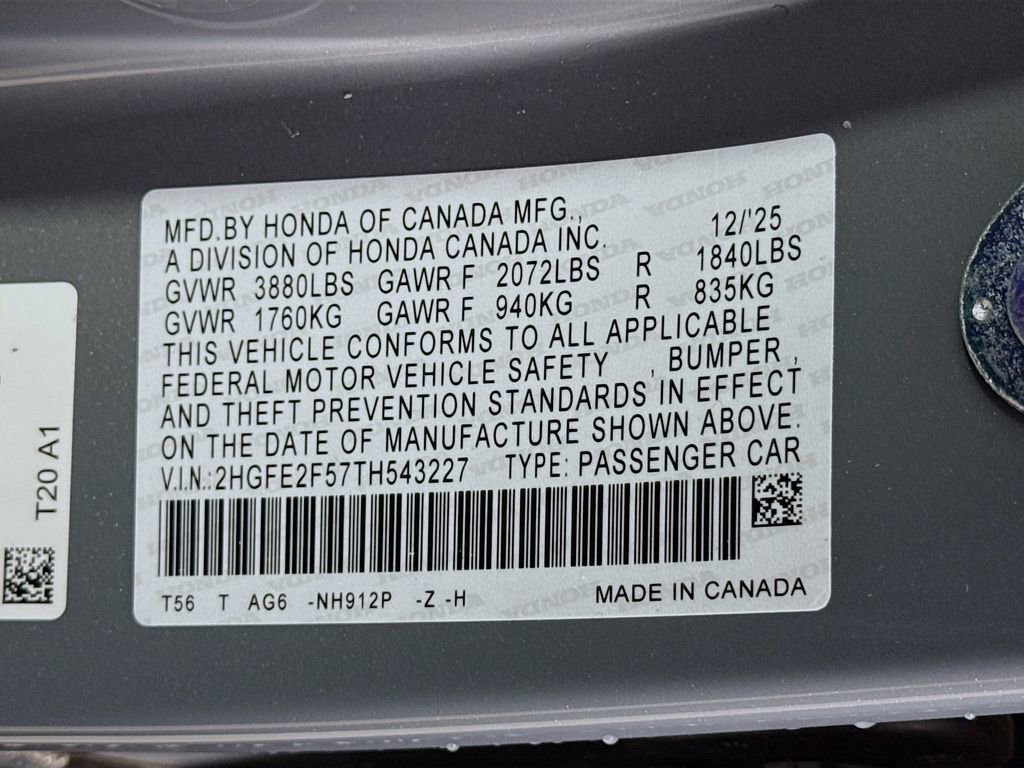 MFD.BY HONDA OF CANADA MFG., 12/'25
A DIVISION OF HONDA CANADA INC.
GVWR 3880LBS GAWR F 2072LBS R 1840LBS
GVWR 1760KG GAWR F 940KG R 835KG
THIS VEHICLE CONFORMS TO ALL APPLICABLE
FEDERAL MOTOR VEHICLE SAFETY , BUMPER ,
AND THEFT PREVENTION STANDARDS IN EFFECT
ON THE DATE OF MANUFACTURE SHOWN ABOVE.
V.I.N.:2HGFE2F57TH543227 TYPE: PASSENGER CAR
T56 T AG6 -NH912P -Z -H MADE IN CANADA
T20 A1